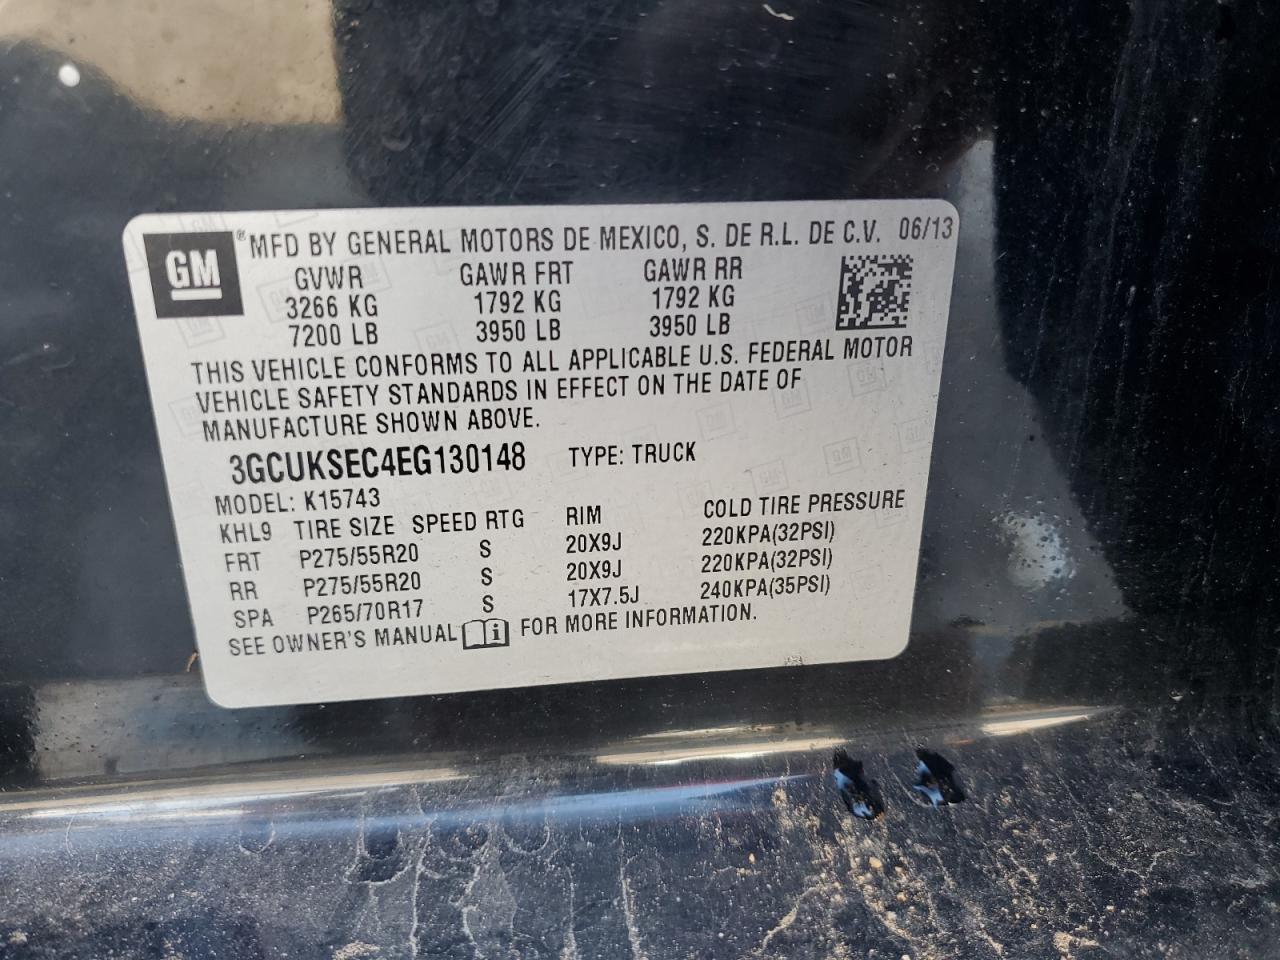 GM ® MFD BY GENERAL MOTORS DE MEXICO, S. DE R.L. DE C.V. 06/13
GVWR GAWR FRT GAWR RR
3266 KG 1792 KG 1792 KG
7200 LB 3950 LB 3950 LB
THIS VEHICLE CONFORMS TO ALL APPLICABLE U.S. FEDERAL MOTOR
VEHICLE SAFETY STANDARDS IN EFFECT ON THE DATE OF
MANUFACTURE SHOWN ABOVE.
3GCUKSEC4EG130148 TYPE: TRUCK
MODEL: K15743
KHL9 TIRE SIZE SPEED RTG RIM COLD TIRE PRESSURE
FRT P275/55R20 S 20X9J 220KPA(32PSI)
RR P275/55R20 S 20X9J 220KPA(32PSI)
SPA P265/70R17 S 17X7.5J 240KPA(35PSI)
SEE OWNER'S MANUAL FOR MORE INFORMATION.